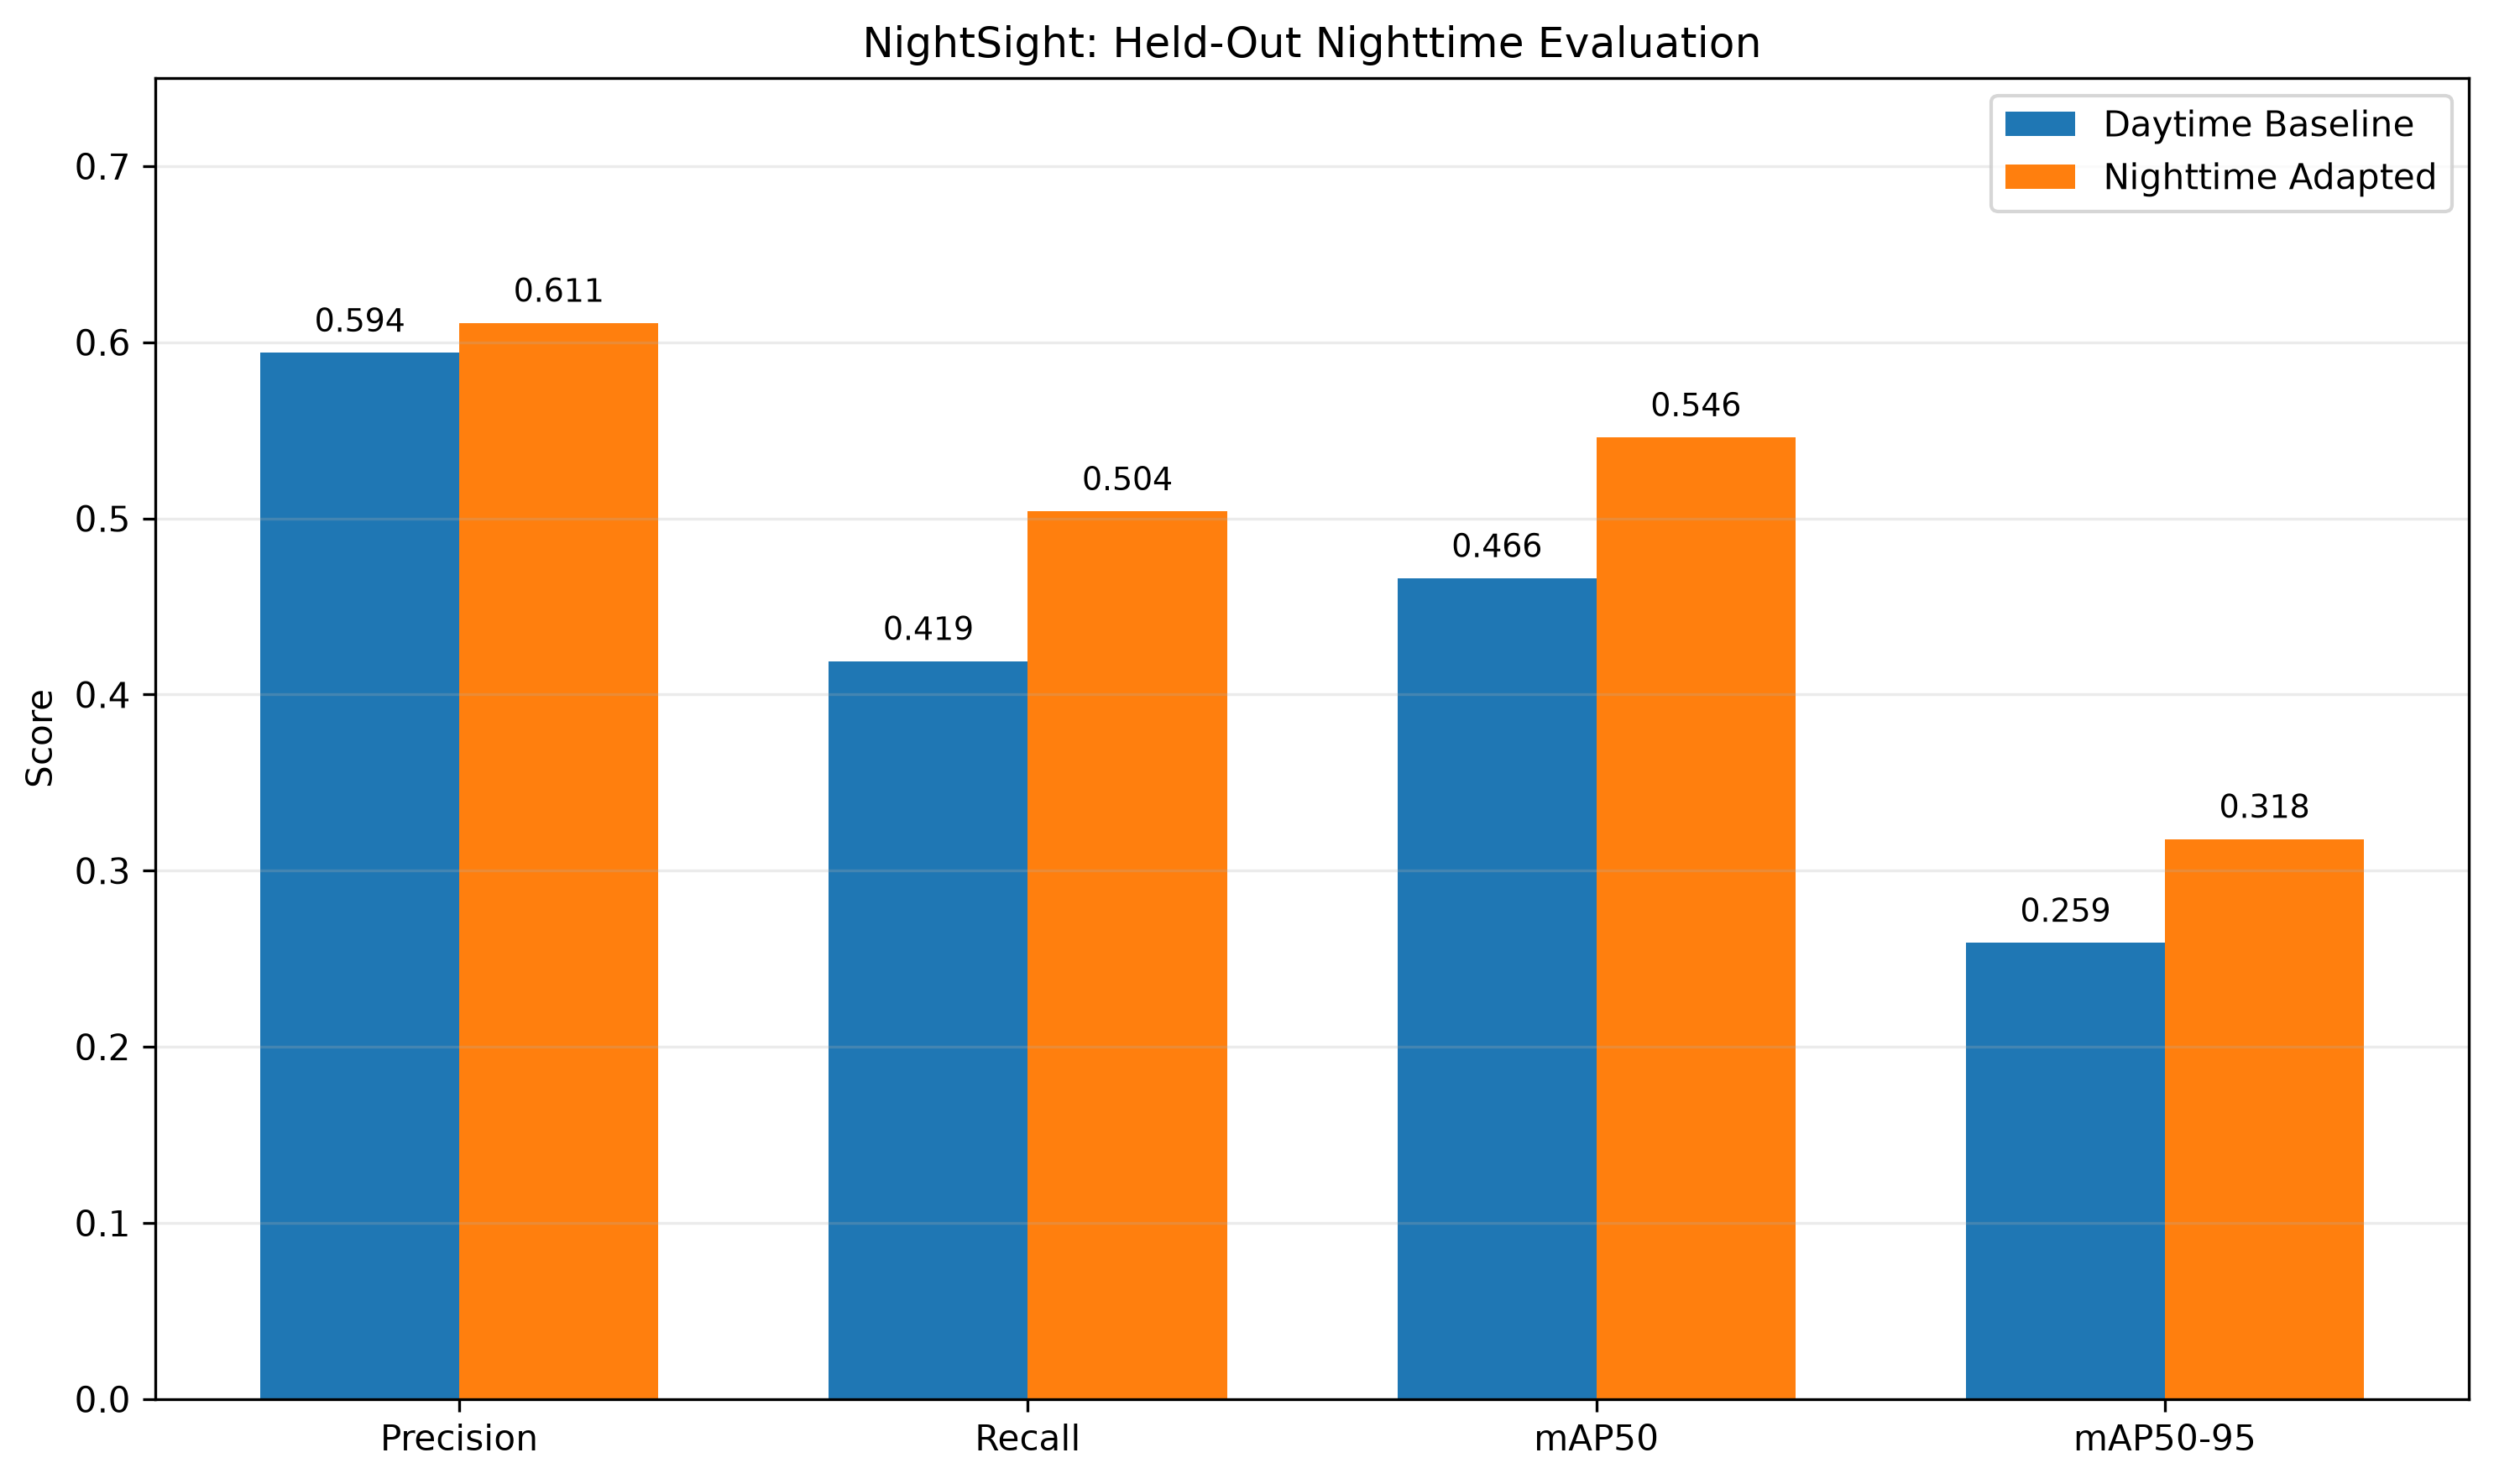 NightSight: Held-Out Nighttime Evaluation
Daytime Baseline
Nighttime Adapted
Score
0.7
0.6
0.5
0.4
0.3
0.2
0.1
0.0
0.594
0.611
0.419
0.504
0.466
0.546
0.259
0.318
Precision
Recall
mAP50
mAP50-95